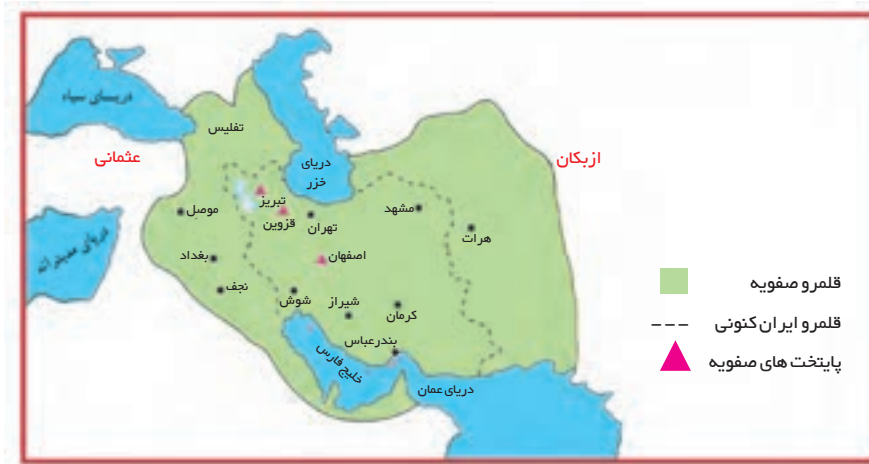 دریای سیاه
تفلیس
عثمانی
ازبکان
دریای
خزر
تبریز
موصل
قزوین
تهران
مشهد
هرات
دریای مدیترانه
بغداد
اصفهان
نجف
شوش
شیراز
کرمان
بندرعباس
خلیج فارس
دریای عمان
قلمرو صفویه
قلمرو ایران کنونی
پایتخت های صفویه